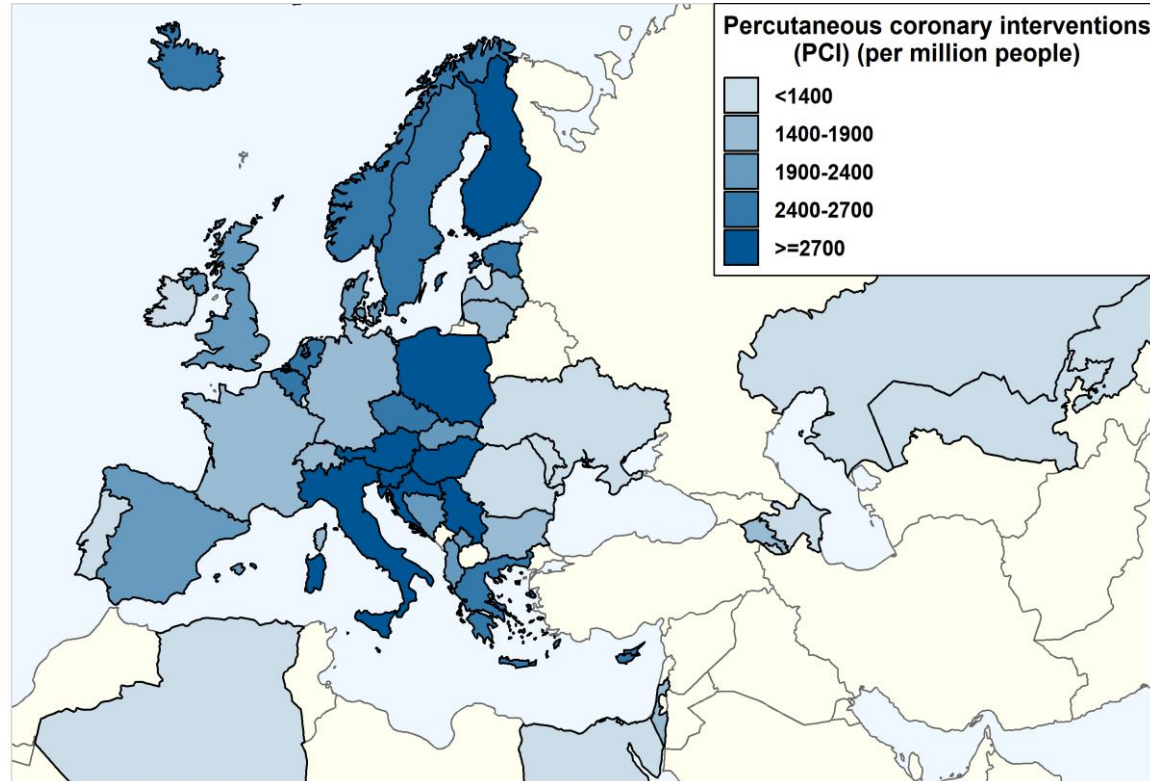 Percutaneous coronary interventions
(PCI) (per million people)
<1400
1400-1900
1900-2400
2400-2700
>=2700